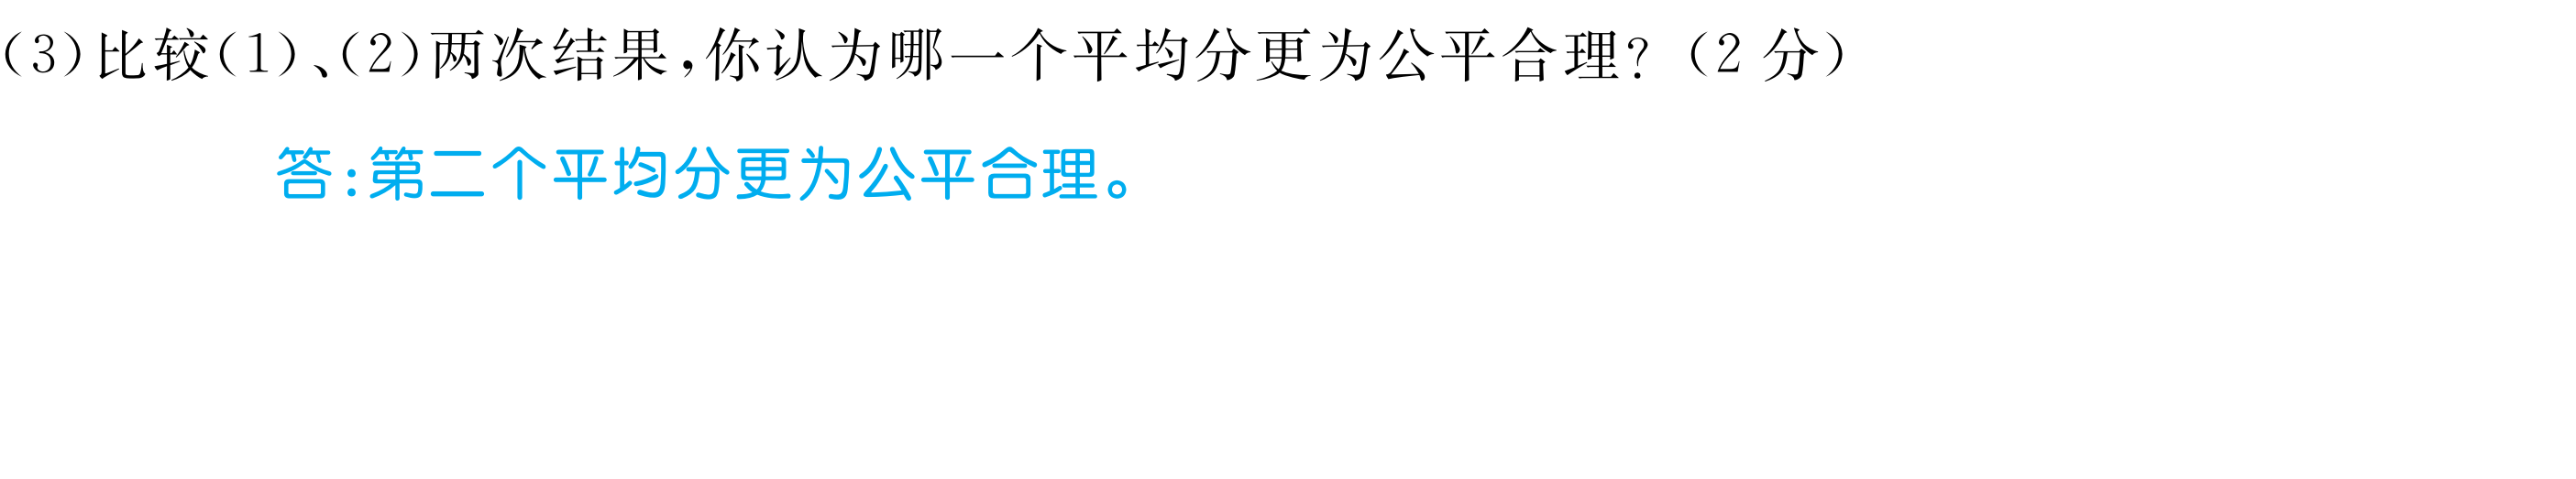 (3)比较(1)、(2)两次结果,你认为哪一个平均分更为公平合理?(2 分)
答:第二个平均分更为公平合理。